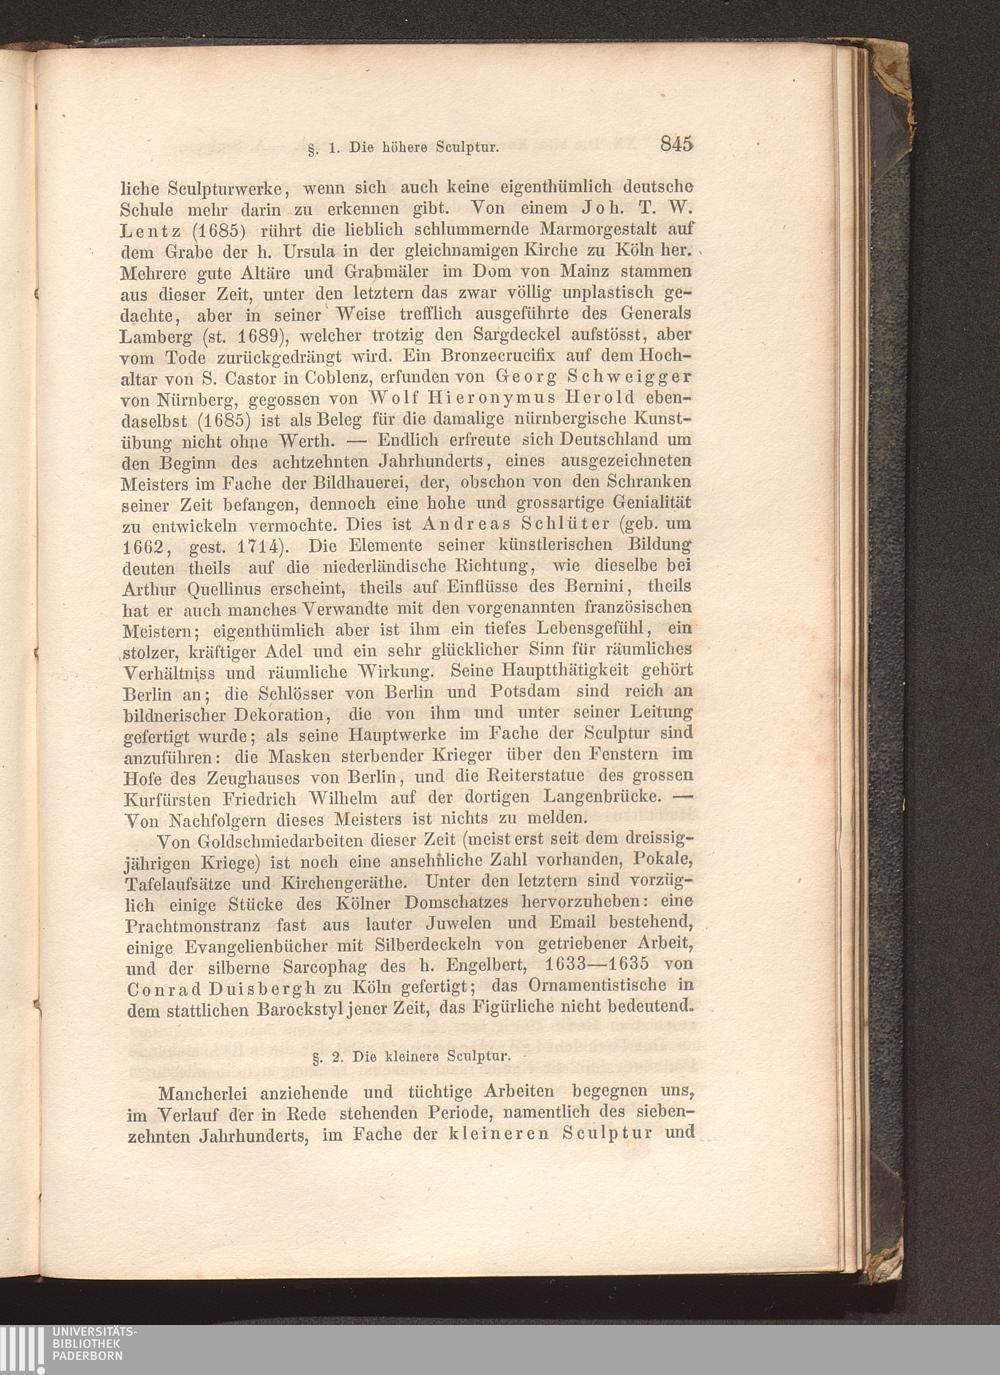 §. 1. Die höhere Sculptur. 845
liche Sculpturwerke, wenn sich auch keine eigenthümlich deutsche
Schule mehr darin zu erkennen gibt. Von einem Joh. T. W.
Lentz (1685) rührt die lieblich schlummernde Marmorgestalt auf
dem Grabe der h. Ursula in der gleichnamigen Kirche zu Köln her.
Mehrere gute Altäre und Grabmäler im Dom von Mainz stammen
aus dieser Zeit, unter den letztern das zwar völlig unplastisch ge-
dachte, aber in seiner Weise trefflich ausgeführte des Generals
Lamberg (st. 1689), welcher trotzig den Sargdeckel aufstösst, aber
vom Tode zurückgedrängt wird. Ein Bronzecrucifix auf dem Hoch-
altar von S. Castor in Coblenz, erfunden von Georg Schweigger
von Nürnberg, gegossen von Wolf Hieronymus Herold eben-
daselbst (1685) ist als Beleg für die damalige nürnbergische Kunst-
übung nicht ohne Werth. — Endlich erfreute sich Deutschland um
den Beginn des achtzehnten Jahrhunderts, eines ausgezeichneten
Meisters im Fache der Bildhauerei, der, obschon von den Schranken
seiner Zeit befangen, dennoch eine hohe und grossartige Genialität
zu entwickeln vermochte. Dies ist Andreas Schlüter (geb. um
1662, gest. 1714). Die Elemente seiner künstlerischen Bildung
deuten theils auf die niederländische Richtung, wie dieselbe bei
Arthur Quellinus erscheint, theils auf Einflüsse des Bernini, theils
hat er auch manches Verwandte mit den vorgenannten französischen
Meistern; eigenthümlich aber ist ihm ein tiefes Lebensgefühl, ein
stolzer, kräftiger Adel und ein sehr glücklicher Sinn für räumliches
Verhältniss und räumliche Wirkung. Seine Hauptthätigkeit gehört
Berlin an; die Schlösser von Berlin und Potsdam sind reich an
bildnerischer Dekoration, die von ihm und unter seiner Leitung
gefertigt wurde; als seine Hauptwerke im Fache der Sculptur sind
anzuführen: die Masken sterbender Krieger über den Fenstern im
Hofe des Zeughauses von Berlin, und die Reiterstatue des grossen
Kurfürsten Friedrich Wilhelm auf der dortigen Langenbrücke. —
Von Nachfolgern dieses Meisters ist nichts zu melden.
Von Goldschmiedarbeiten dieser Zeit (meist erst seit dem dreissig-
jährigen Kriege) ist noch eine ansehnliche Zahl vorhanden, Pokale,
Tafelaufsätze und Kirchengeräthe. Unter den letztern sind vorzüg-
lich einige Stücke des Kölner Domschatzes hervorzuheben: eine
Prachtmonstranz fast aus lauter Juwelen und Email bestehend,
einige Evangelienbücher mit Silberdeckeln von getriebener Arbeit,
und der silberne Sarcophag des h. Engelbert, 1633—1635 von
Conrad Duisbergh zu Köln gefertigt; das Ornamentistische in
dem stattlichen Barockstyl jener Zeit, das Figürliche nicht bedeutend.
§. 2. Die kleinere Sculptur.
Mancherlei anziehende und tüchtige Arbeiten begegnen uns,
im Verlauf der in Rede stehenden Periode, namentlich des sieben-
zehnten Jahrhunderts, im Fache der kleineren Sculptur und
UNIVERSITÄTS-
BIBLIOTHEK
PADERBORN